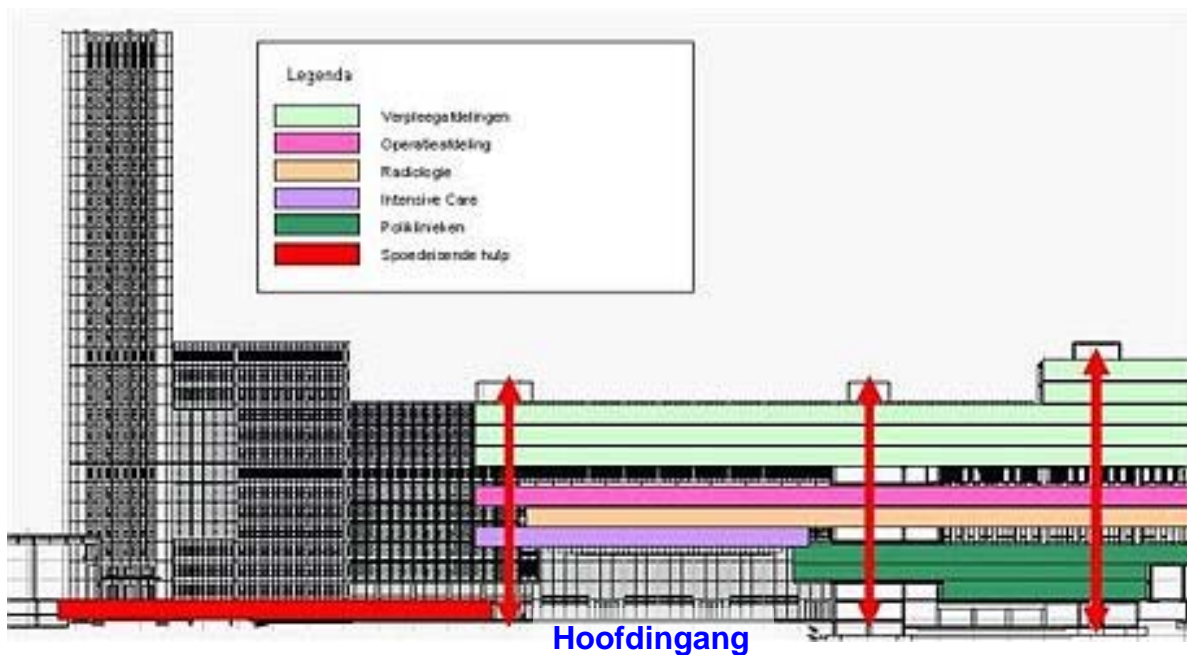 Legenda
Verpleegafdelingen
Operatieafdeling
Radiologie
Intensive Care
Poliklinieken
Spoedeisende hulp
Hoofdingang